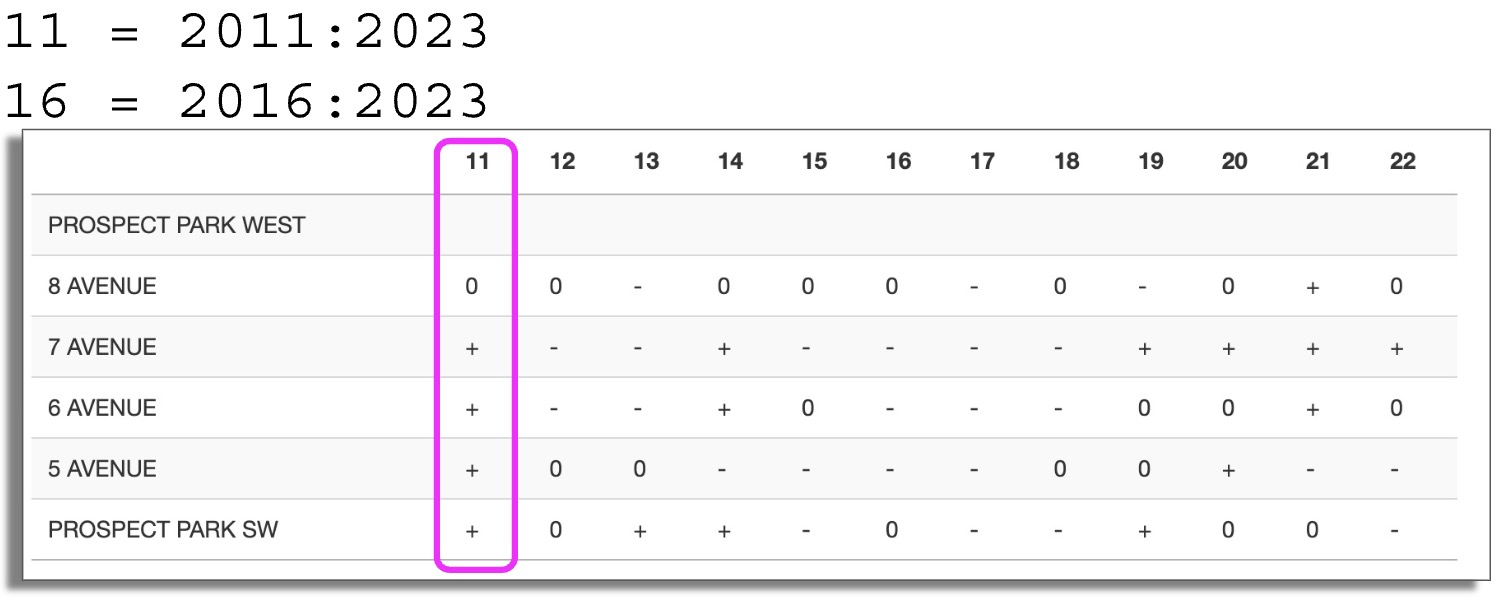 11 = 2011:2023
16 = 2016:2023
11 12 13 14 15 16 17 18 19 20 21 22
PROSPECT PARK WEST
8 AVENUE 0 0 - 0 0 0 - 0 - 0 + 0
7 AVENUE + - - + - - - - + + + +
6 AVENUE + - - + 0 - - - 0 0 + 0
5 AVENUE + 0 0 - - - - 0 0 + - -
PROSPECT PARK SW + 0 + + - 0 - - + 0 0 -